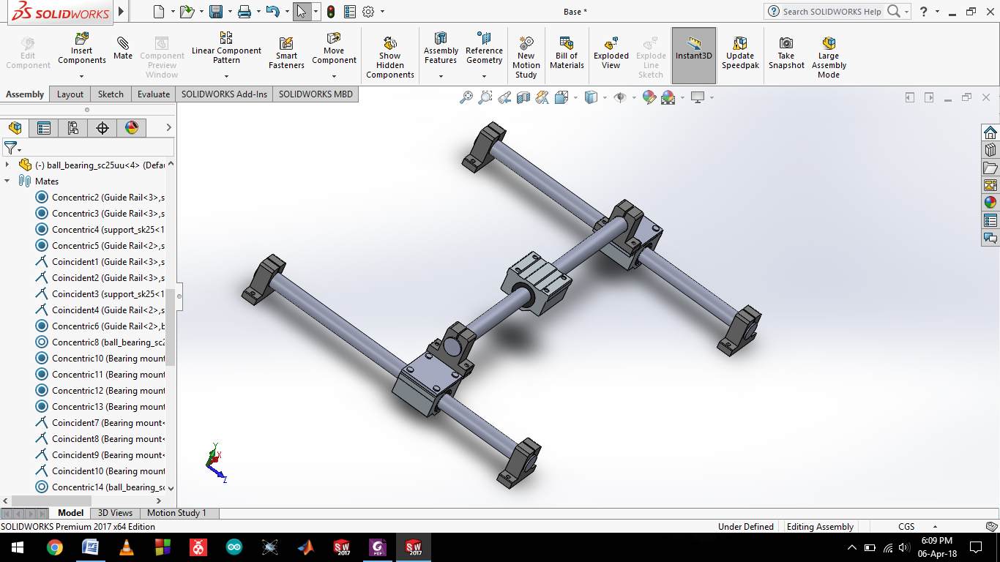 SOLIDWORKS
Base *
Search SOLIDWORKS Help
?
Edit Component
Insert Components
Mate
Component Preview Window
Linear Component Pattern
Smart Fasteners
Move Component
Show Hidden Components
Assembly Features
Reference Geometry
New Motion Study
Bill of Materials
Exploded View
Explode Line Sketch
Instant3D
Update Speedpak
Take Snapshot
Large Assembly Mode
Assembly Layout Sketch Evaluate SOLIDWORKS Add-Ins SOLIDWORKS MBD
(-) ball_bearing_sc25uu<4> (Defau
Mates
Concentric2 (Guide Rail<3>,s
Concentric3 (Guide Rail<3>,s
Concentric4 (support_sk25<1
Concentric5 (Guide Rail<2>,s
Coincident1 (Guide Rail<3>,s
Coincident2 (Guide Rail<3>,s
Coincident3 (support_sk25<1
Coincident4 (Guide Rail<2>,s
Concentric6 (Guide Rail<2>,b
Concentric8 (ball_bearing_sc2
Concentric10 (Bearing mount
Concentric11 (Bearing mount
Concentric12 (Bearing mount
Concentric13 (Bearing mount
Coincident7 (Bearing mount<
Coincident8 (Bearing mount<
Coincident9 (Bearing mount<
Coincident10 (Bearing mount
Concentric14 (ball_bearing_sc
Y
X
Z
Model 3D Views Motion Study 1
SOLIDWORKS Premium 2017 x64 Edition
Under Defined Editing Assembly CGS
W
SW 2017
G PDF
SW 2017
6:09 PM
06-Apr-18